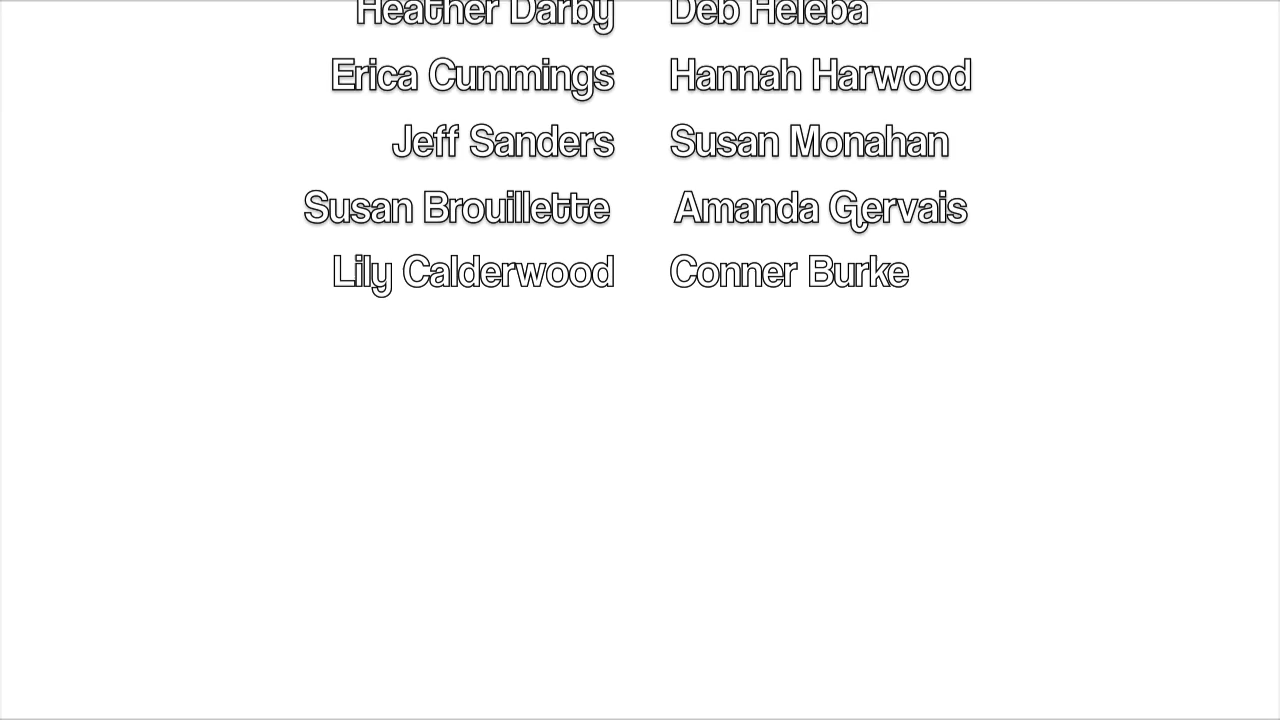 Heather Darby Deb Heleba
Erica Cummings Hannah Harwood
Jeff Sanders Susan Monahan
Susan Brouillette Amanda Gervais
Lily Calderwood Conner Burke